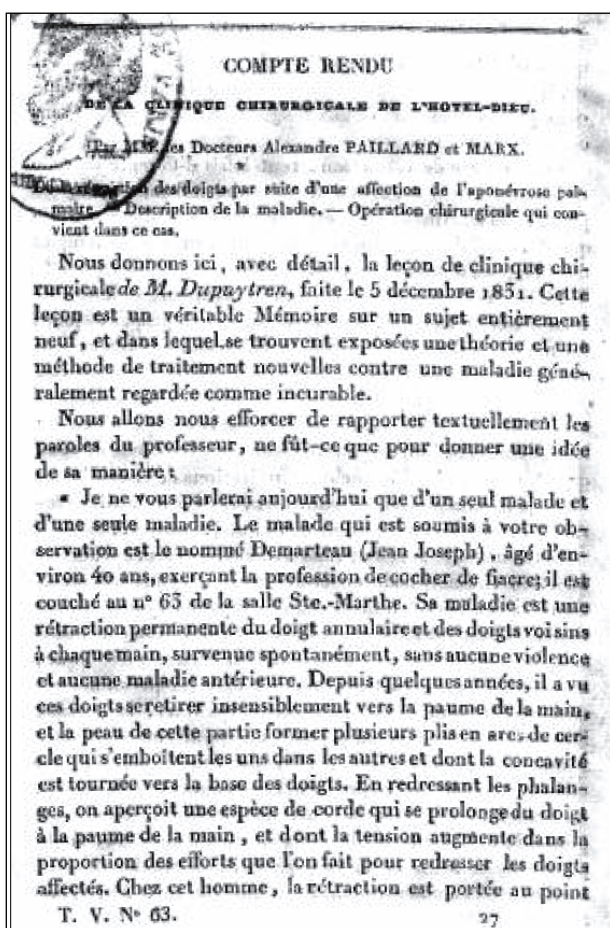 COMPTE RENDU
DE LA CLINIQUE CHIRURGICALE DE L'HOTEL-DIEU.
Par MM. les Docteurs Alexandre PAILLARD et MARX.
des doigts par suite d'une affection de l'aponévrose pal-
maire. — Description de la maladie. — Opération chirurgicale qui con-
vient dans ce cas.
Nous donnons ici, avec détail, la leçon de clinique chi-
rurgicale de M. Dupuytren, faite le 5 décembre 1831. Cette
leçon est un véritable Mémoire sur un sujet entièrement
neuf, et dans lequel se trouvent exposées une théorie et une
méthode de traitement nouvelles contre une maladie géné-
ralement regardée comme incurable.
Nous allons nous efforcer de rapporter textuellement les
paroles du professeur, ne fût-ce que pour donner une idée
de sa manière :
« Je ne vous parlerai aujourd'hui que d'un seul malade et
d'une seule maladie. Le malade qui est soumis à votre ob-
servation est le nommé Demarteau (Jean Joseph), âgé d'en-
viron 40 ans, exerçant la profession de cocher de fiacre; il est
couché au n° 63 de la salle Ste.-Marthe. Sa maladie est une
rétraction permanente du doigt annulaire et des doigts voisins
à chaque main, survenue spontanément, sans aucune violence
et aucune maladie antérieure. Depuis quelques années, il a vu
ces doigts se retirer insensiblement vers la paume de la main,
et la peau de cette partie former plusieurs plis en arc-de cer-
cle qui s'emboîtent les uns dans les autres et dont la concavité
est tournée vers la base des doigts. En redressant les phalan-
ges, on aperçoit une espèce de corde qui se prolonge du doigt
à la paume de la main, et dont la tension augmente dans la
proportion des efforts que l'on fait pour redresser les doigts
affectés. Chez cet homme, la rétraction est portée au point
T. V. N° 63. 27